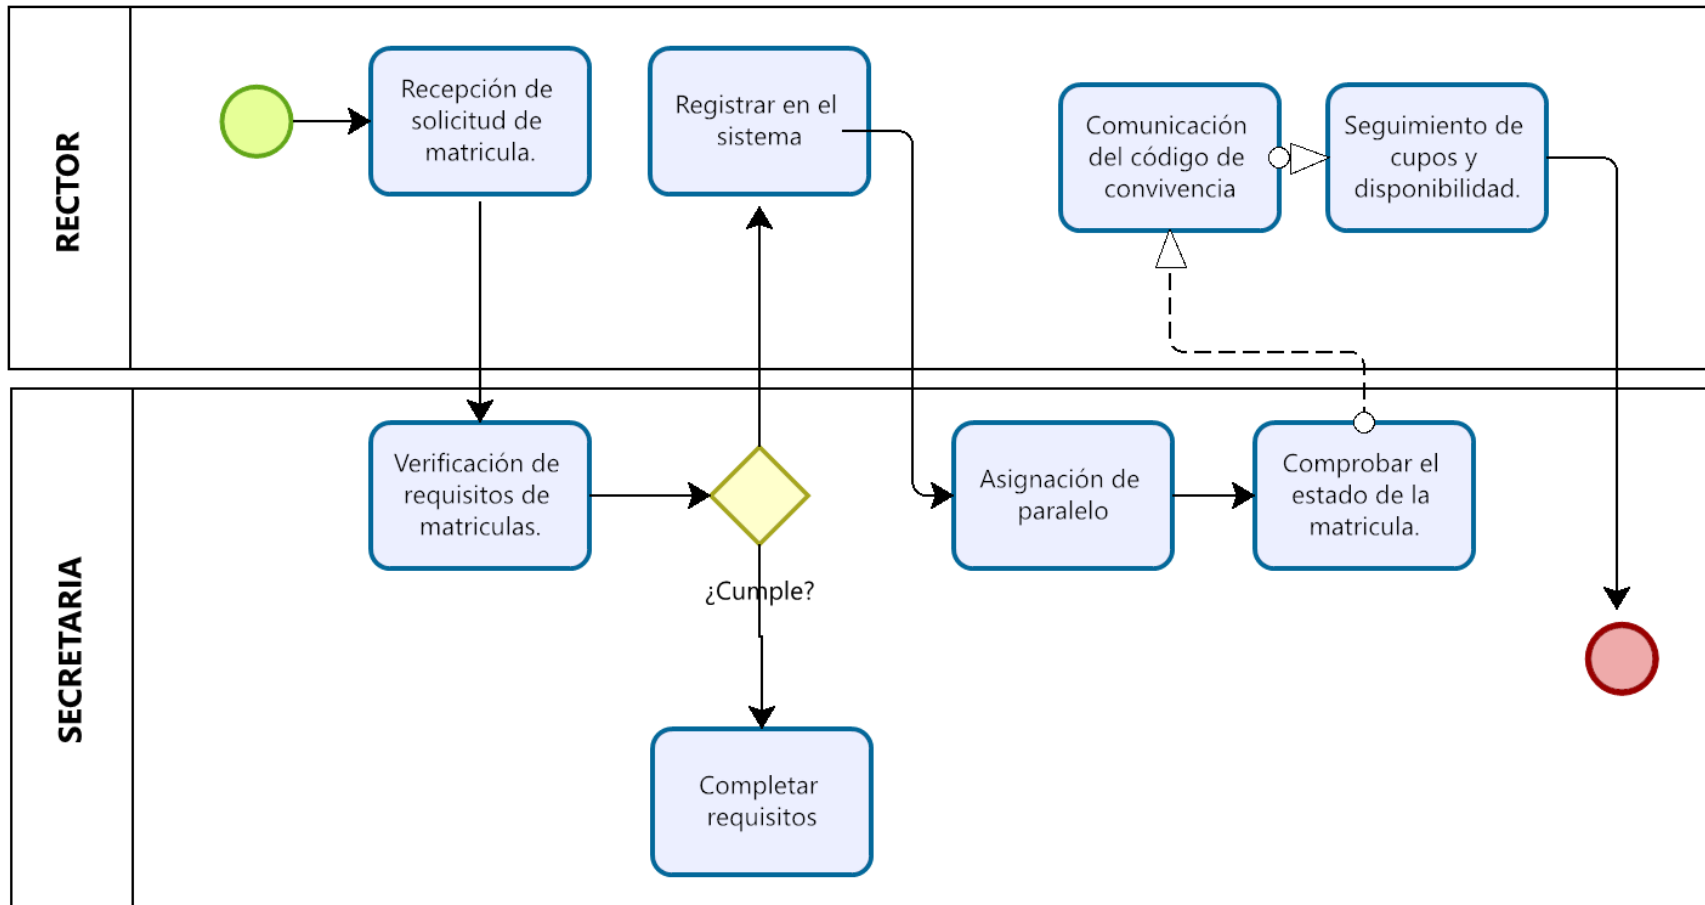 RECTOR
Recepción de
solicitud de
matricula.
Registrar en el
sistema
Comunicación
del código de
convivencia
Seguimiento de
cupos y
disponibilidad.
SECRETARIA
Verificación de
requisitos de
matriculas.
¿Cumple?
Asignación de
paralelo
Comprobar el
estado de la
matricula.
Completar
requisitos